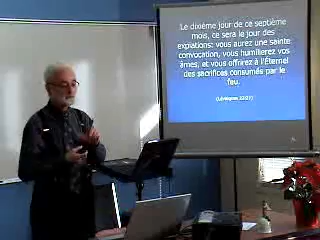 Le dixième jour de ce septième
mois, ce sera le jour des
expiations: vous aurez une sainte
convocation, vous humilierez vos
âmes, et vous offrirez à l'Éternel
des sacrifices consumés par le
feu.
(Lévitique 23:27)